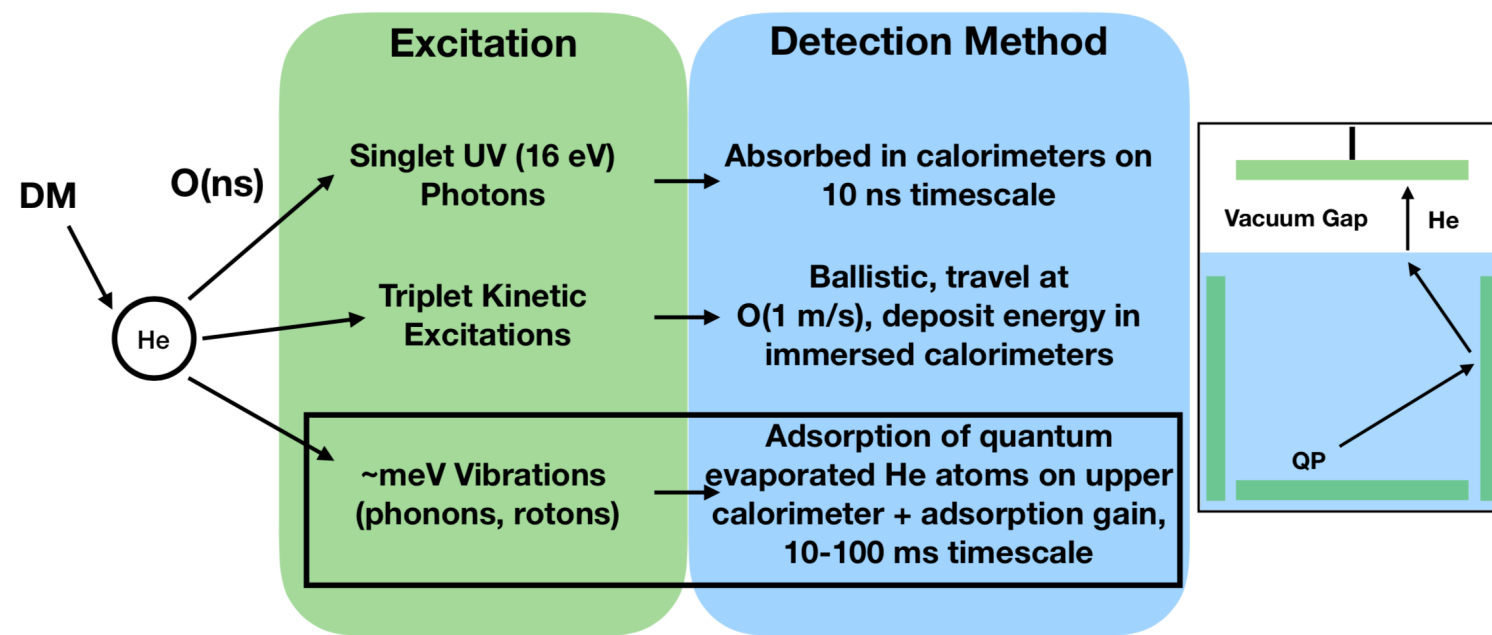 Excitation
Detection Method
DM
O(ns)
He
Singlet UV (16 eV)
Photons
Absorbed in calorimeters on
10 ns timescale
Triplet Kinetic
Excitations
Ballistic, travel at
O(1 m/s), deposit energy in
immersed calorimeters
~meV Vibrations
(phonons, rotons)
Adsorption of quantum
evaporated He atoms on upper
calorimeter + adsorption gain,
10-100 ms timescale
Vacuum Gap
He
QP